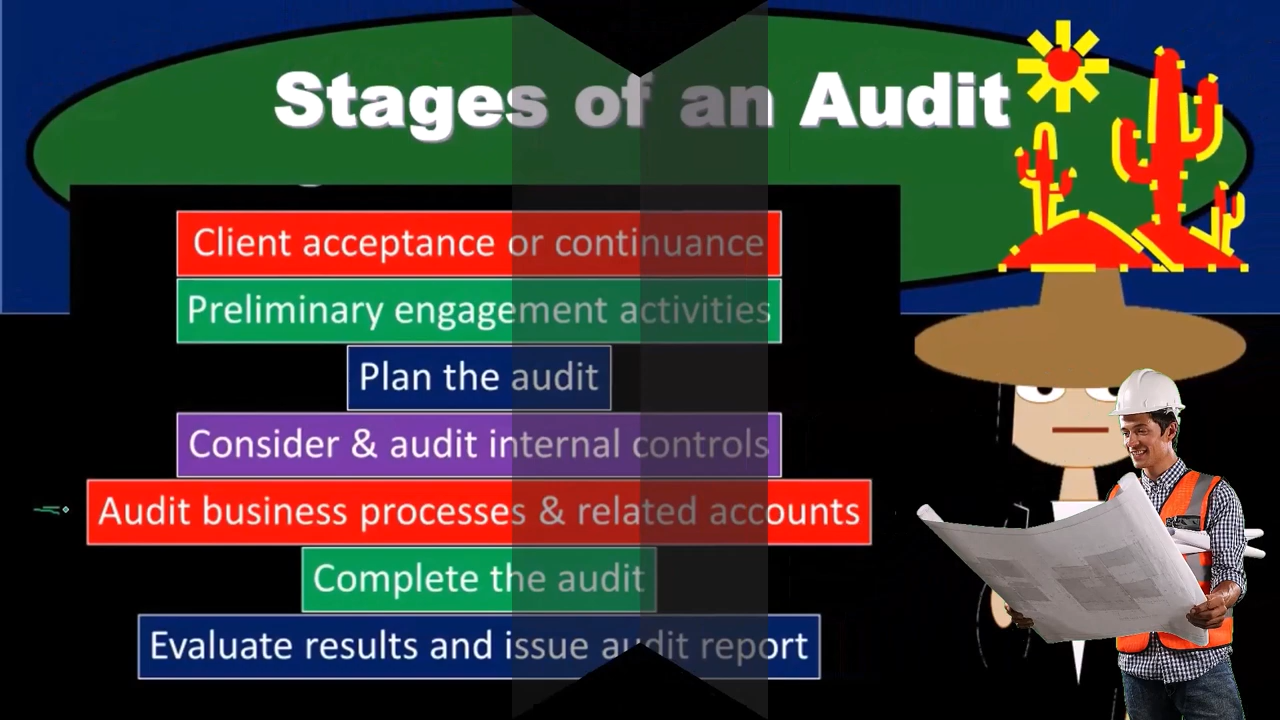 Stages of an Audit
Client acceptance or continuance
Preliminary engagement activities
Plan the audit
Consider & audit internal controls
Audit business processes & related accounts
Complete the audit
Evaluate results and issue audit report